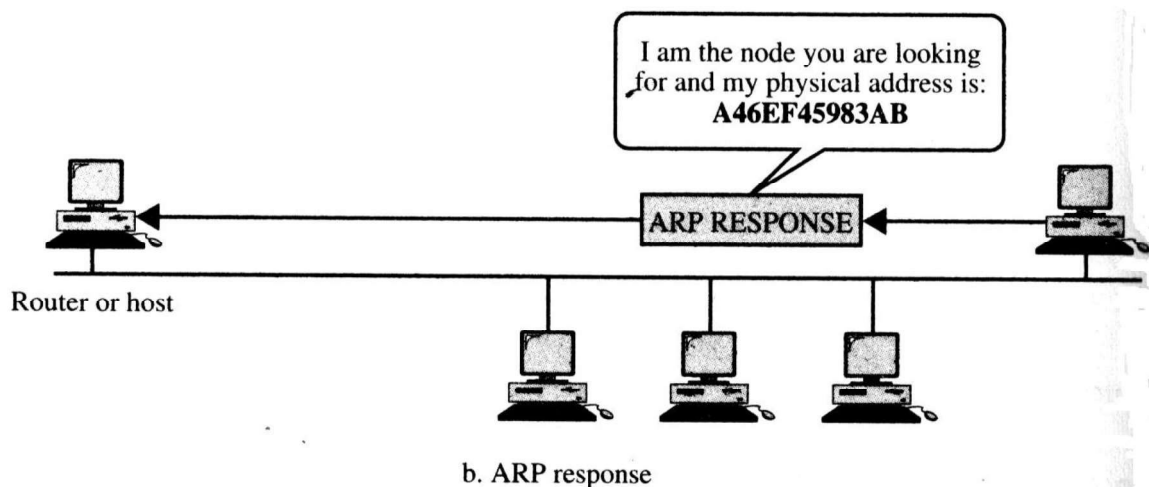 I am the node you are looking
for and my physical address is:
A46EF45983AB
ARP RESPONSE
Router or host
b. ARP response